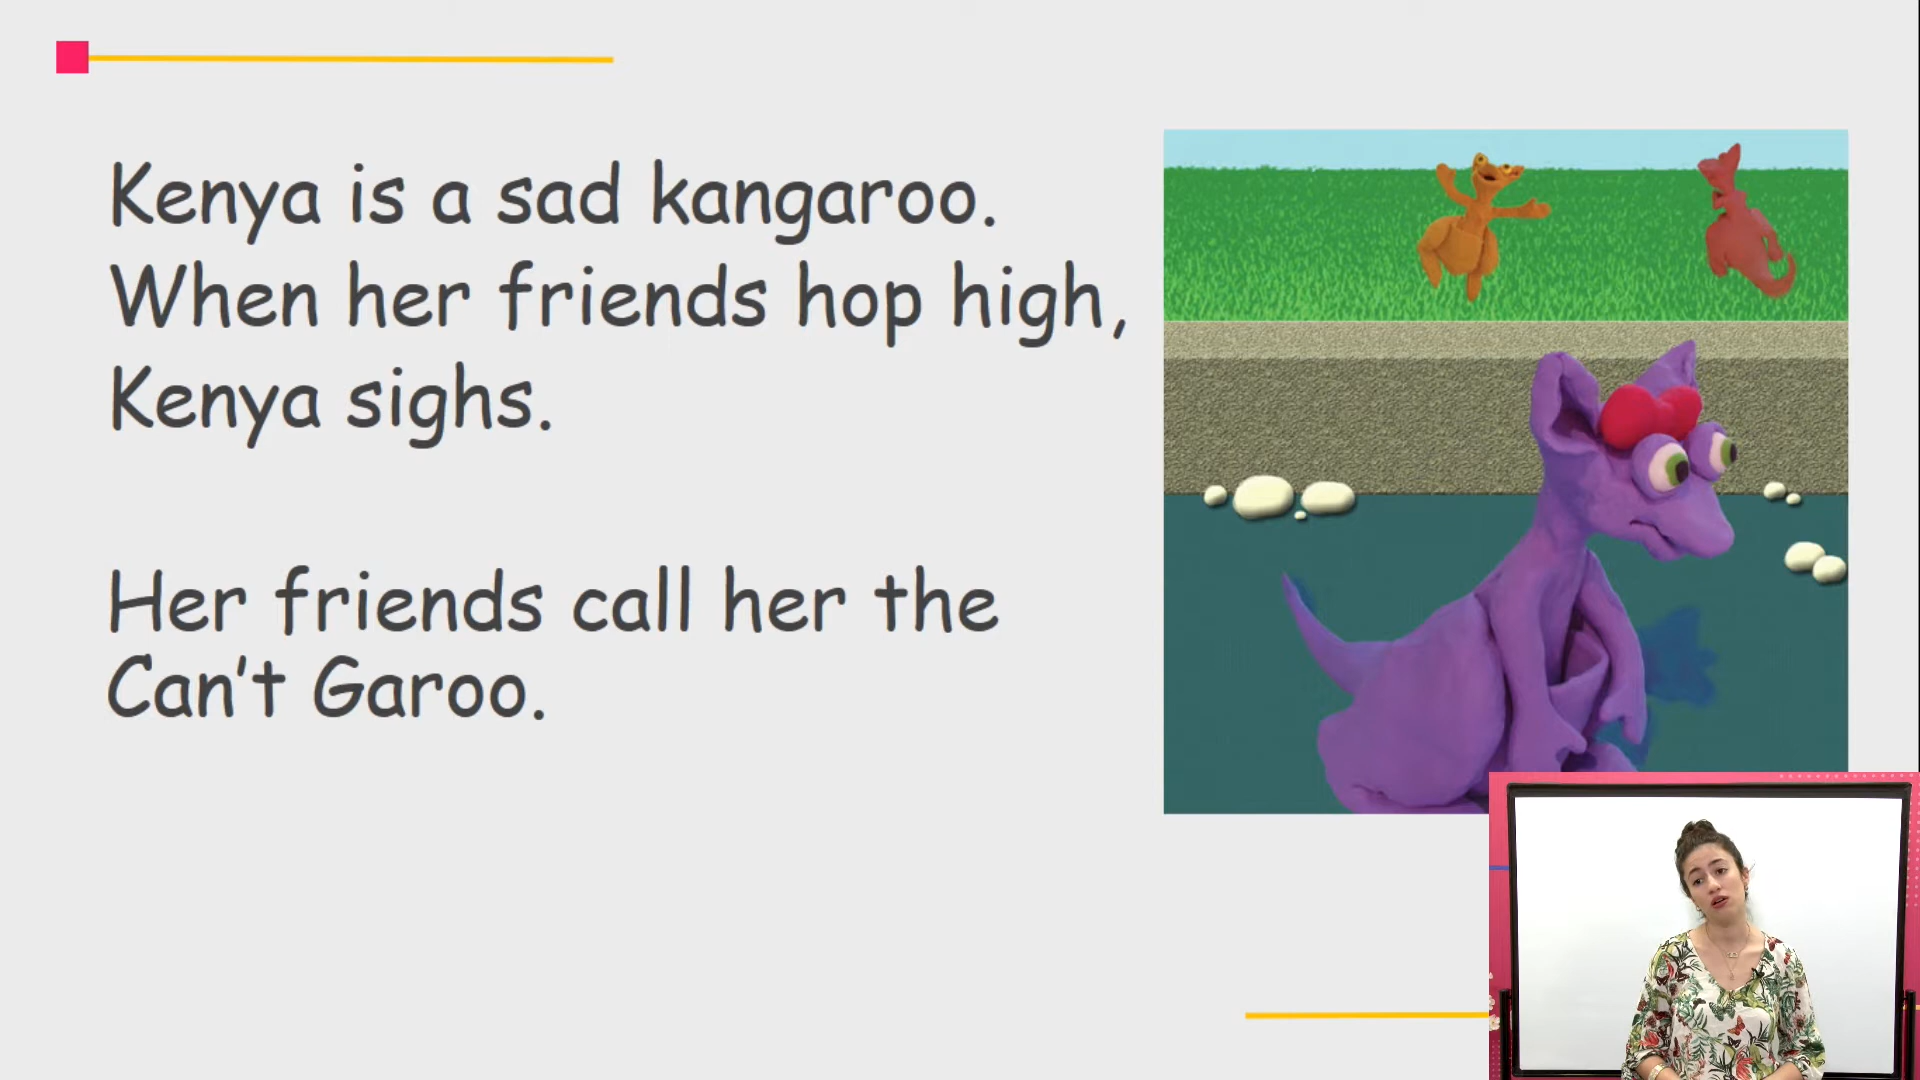 Kenya is a sad kangaroo.
When her friends hop high,
Kenya sighs.
Her friends call her the
Can't Garoo.